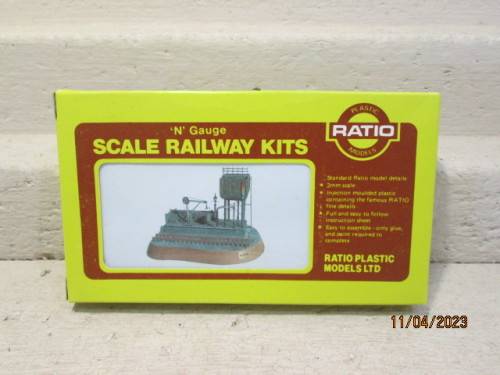 'N' Gauge
SCALE RAILWAY KITS
PLASTIC
RATIO
MODELS
Standard Ratio model details
2mm scale
Injection moulded plastic
containing the famous RATIO
fine details
Full and easy to follow
instruction sheet
Easy to assemble - only glue,
and paint required to
complete
RATIO PLASTIC
MODELS LTD
11/04/2023